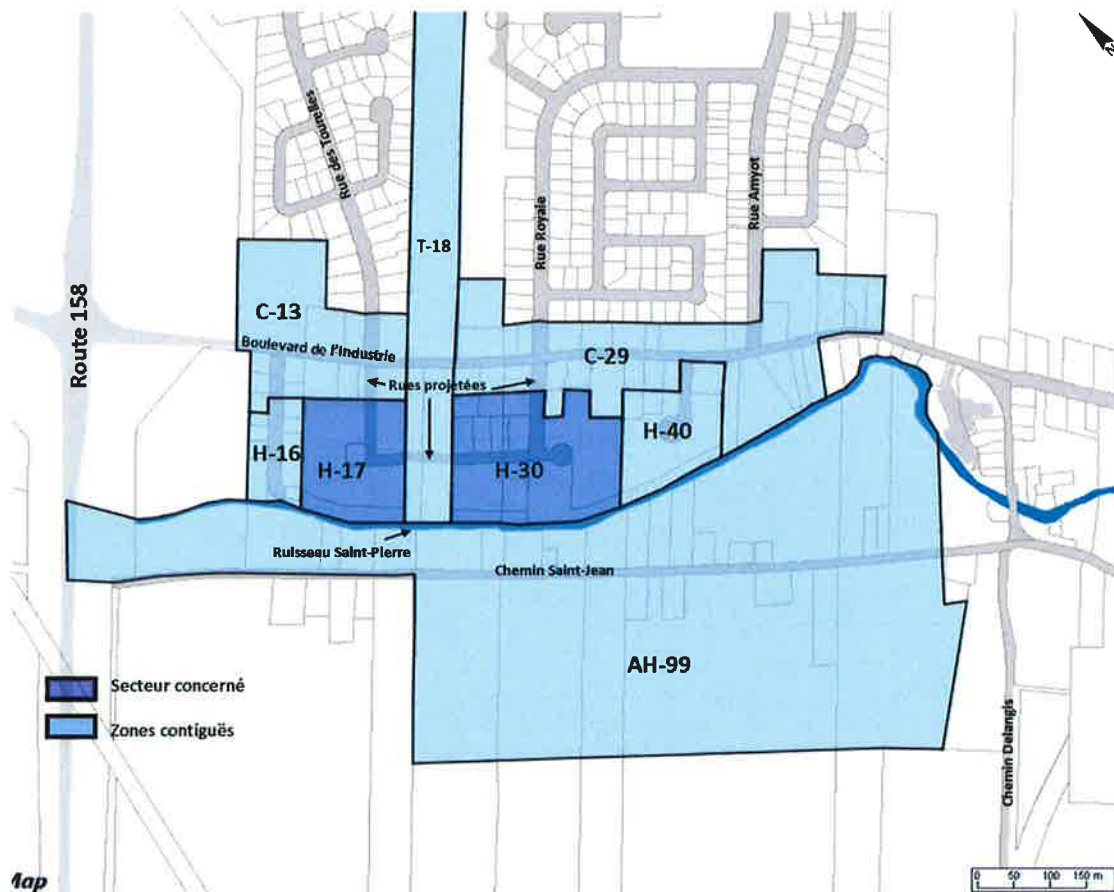 N
Rue des Tourelles
Rue Royale
Rue Amyot
T-18
Route 158
C-13
Boulevard de l'Industrie
C-29
Rues projetées
H-16
H-17
H-30
H-40
Ruisseau Saint-Pierre
Chemin Saint-Jean
AH-99
Secteur concerné
Zones contiguës
Chemin Delangis
Map
0 50 100 150 m